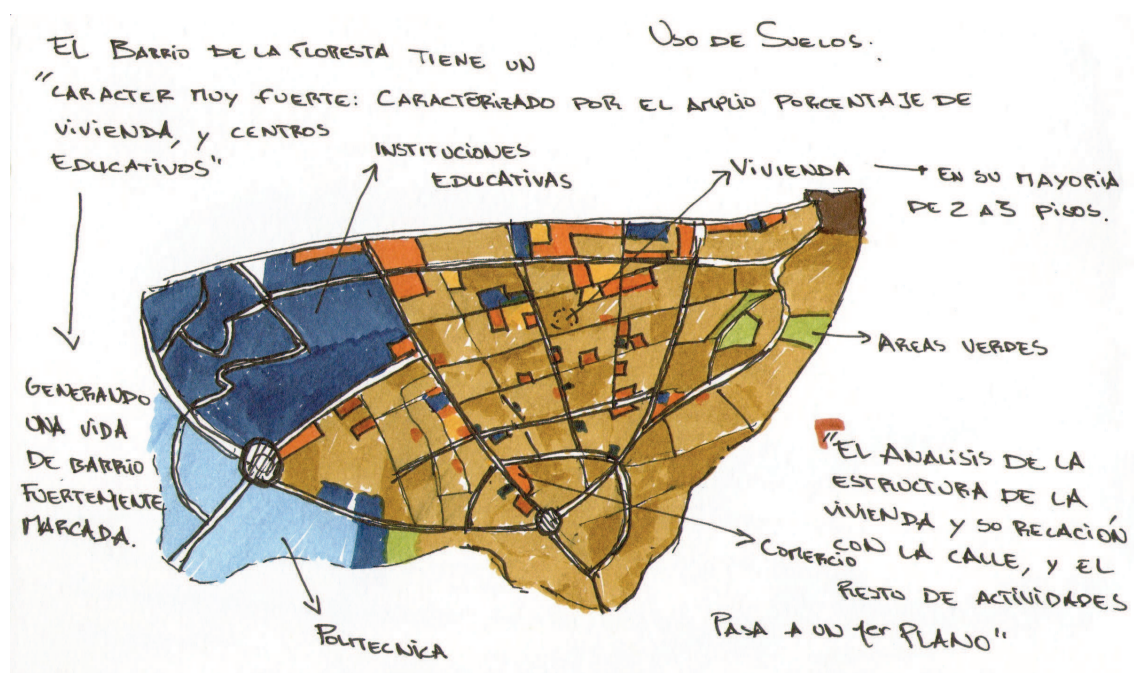 USO DE SUELOS.
EL BARRIO DE LA FLORESTA TIENE UN
"CARACTER MUY FUERTE: CARACTERIZADO POR EL AMPLIO PORCENTAJE DE
VIVIENDA, Y CENTROS
EDUCATIVOS"
INSTITUCIONES
EDUCATIVAS
VIVIENDA
EN SU MAYORIA
DE 2 A 3 PISOS.
AREAS VERDES
GENERANDO
UNA VIDA
DE BARRIO
FUERTEMENTE
MARCADA.
"EL ANALISIS DE LA
ESTRUCTURA DE LA
VIVIENDA Y SO RELACIÓN
CON LA CALLE, Y EL
RESTO DE ACTIVIDADES
PASA A UN 1er PLANO"
COMERCIO
POLITECNICA